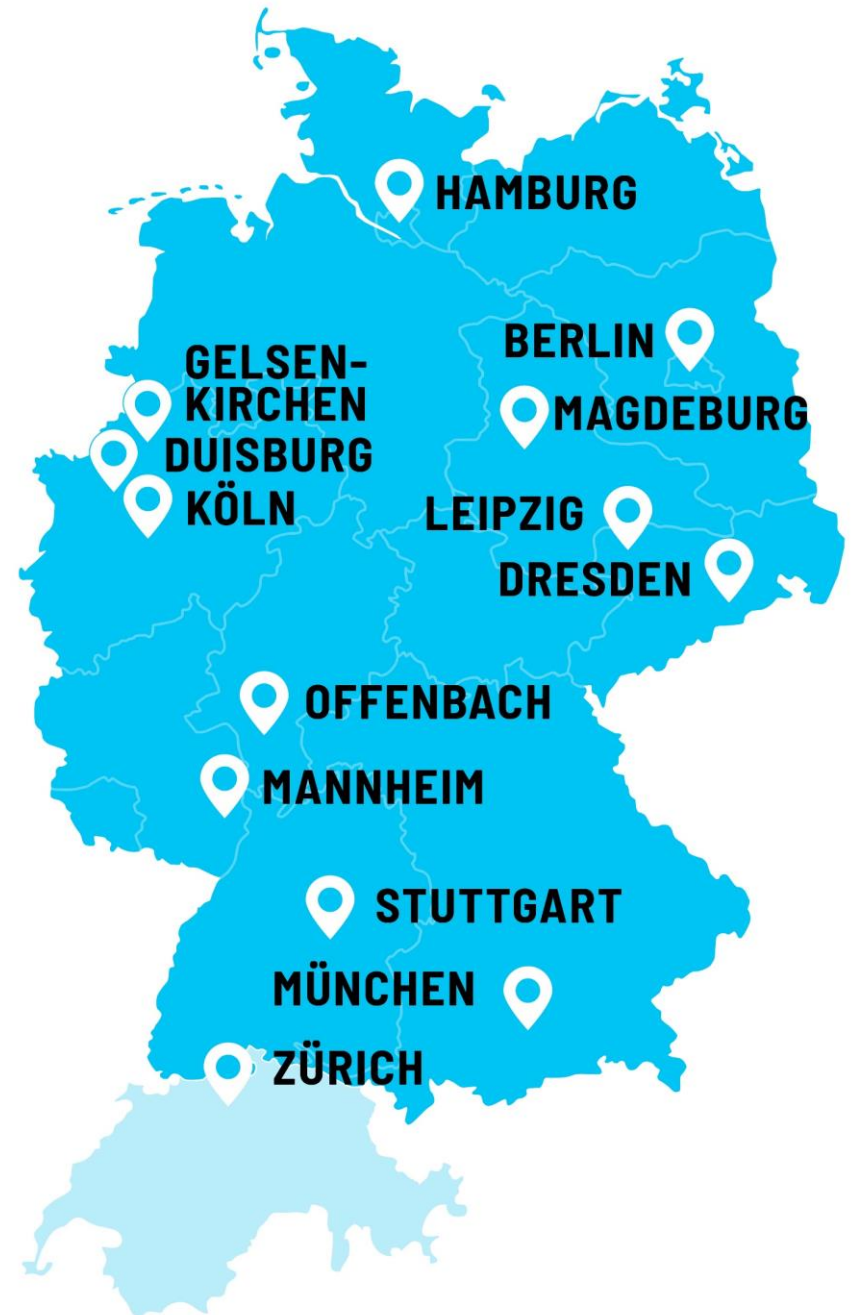 HAMBURG
BERLIN
GELSEN-
KIRCHEN
MAGDEBURG
DUISBURG
KÖLN
LEIPZIG
DRESDEN
OFFENBACH
MANNHEIM
STUTTGART
MÜNCHEN
ZÜRICH